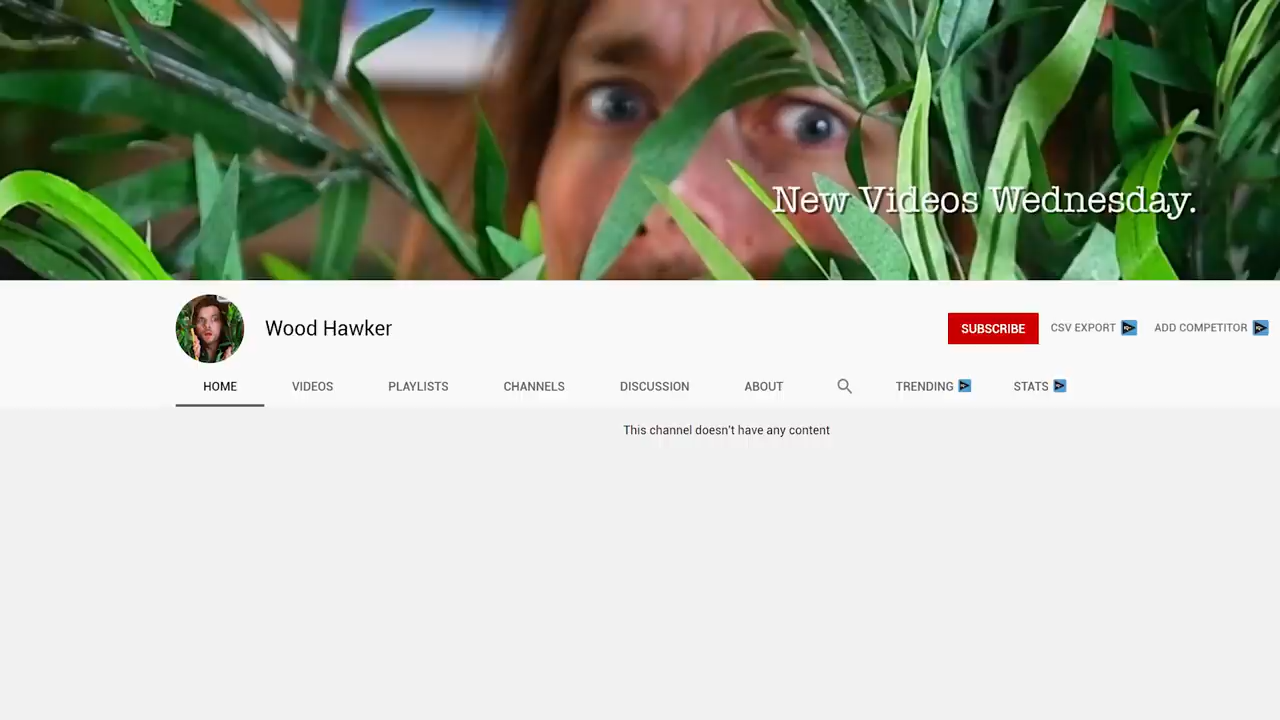 New Videos Wednesday.
Wood Hawker
SUBSCRIBE
CSV EXPORT
ADD COMPETITOR
HOME
VIDEOS
PLAYLISTS
CHANNELS
DISCUSSION
ABOUT
TRENDING
STATS
This channel doesn't have any content